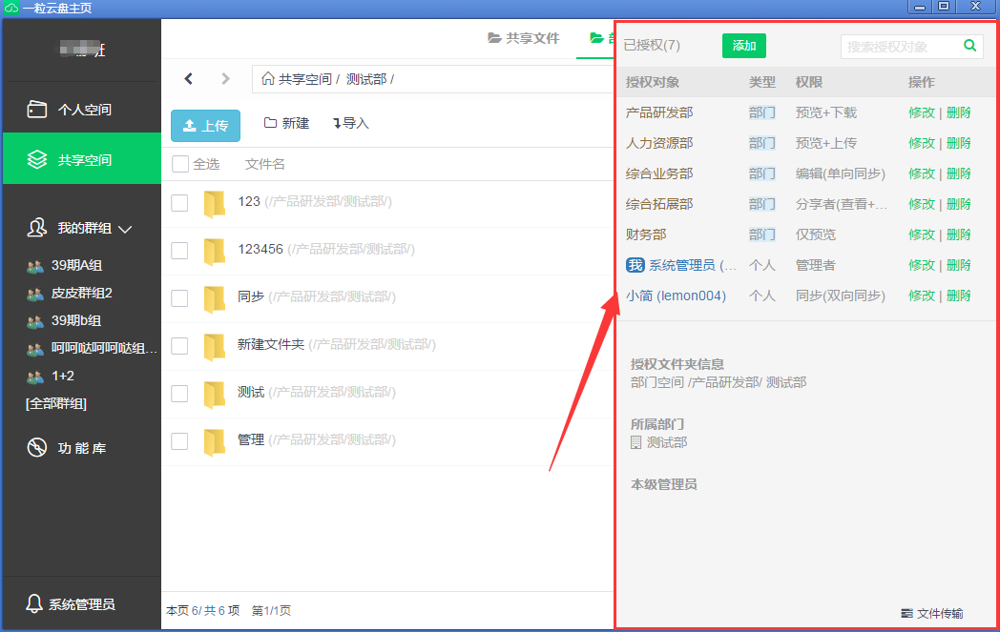 一粒云盘主页
班
个人空间
共享空间
我的群组
39期A组
皮皮群组2
39期b组
呵呵哒呵呵哒组...
1+2
[全部群组]
功 能 库
系统管理员
共享文件
共享空间 / 测试部 /
上传 新建 导入
全选 文件名
123 (/产品研发部/测试部/)
123456 (/产品研发部/测试部/)
同步 (/产品研发部/测试部/)
新建文件夹 (/产品研发部/测试部/)
测试 (/产品研发部/测试部/)
管理 (/产品研发部/测试部/)
本页 6/ 共 6 项 第1/1页
已授权(7) 添加 搜索授权对象
授权对象 类型 权限 操作
产品研发部 部门 预览+下载 修改 | 删除
人力资源部 部门 预览+上传 修改 | 删除
综合业务部 部门 编辑(单向同步) 修改 | 删除
综合拓展部 部门 分享者(查看+... 修改 | 删除
财务部 部门 仅预览 修改 | 删除
我 系统管理员 (... 个人 管理者 修改 | 删除
小简 (lemon004) 个人 同步(双向同步) 修改 | 删除
授权文件夹信息
部门空间 /产品研发部/ 测试部
所属部门
测试部
本级管理员
文件传输